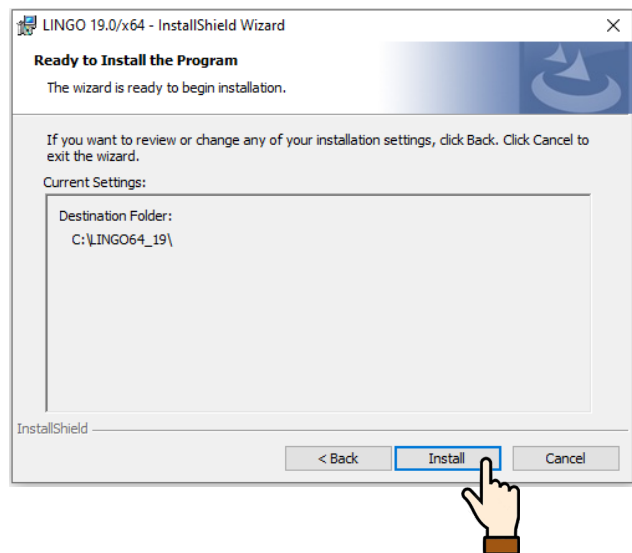 LINGO 19.0/x64 - InstallShield Wizard
Ready to Install the Program
The wizard is ready to begin installation.
If you want to review or change any of your installation settings, click Back. Click Cancel to
exit the wizard.
Current Settings:
Destination Folder:
C:\LINGO64_19\
InstallShield
< Back
Install
Cancel